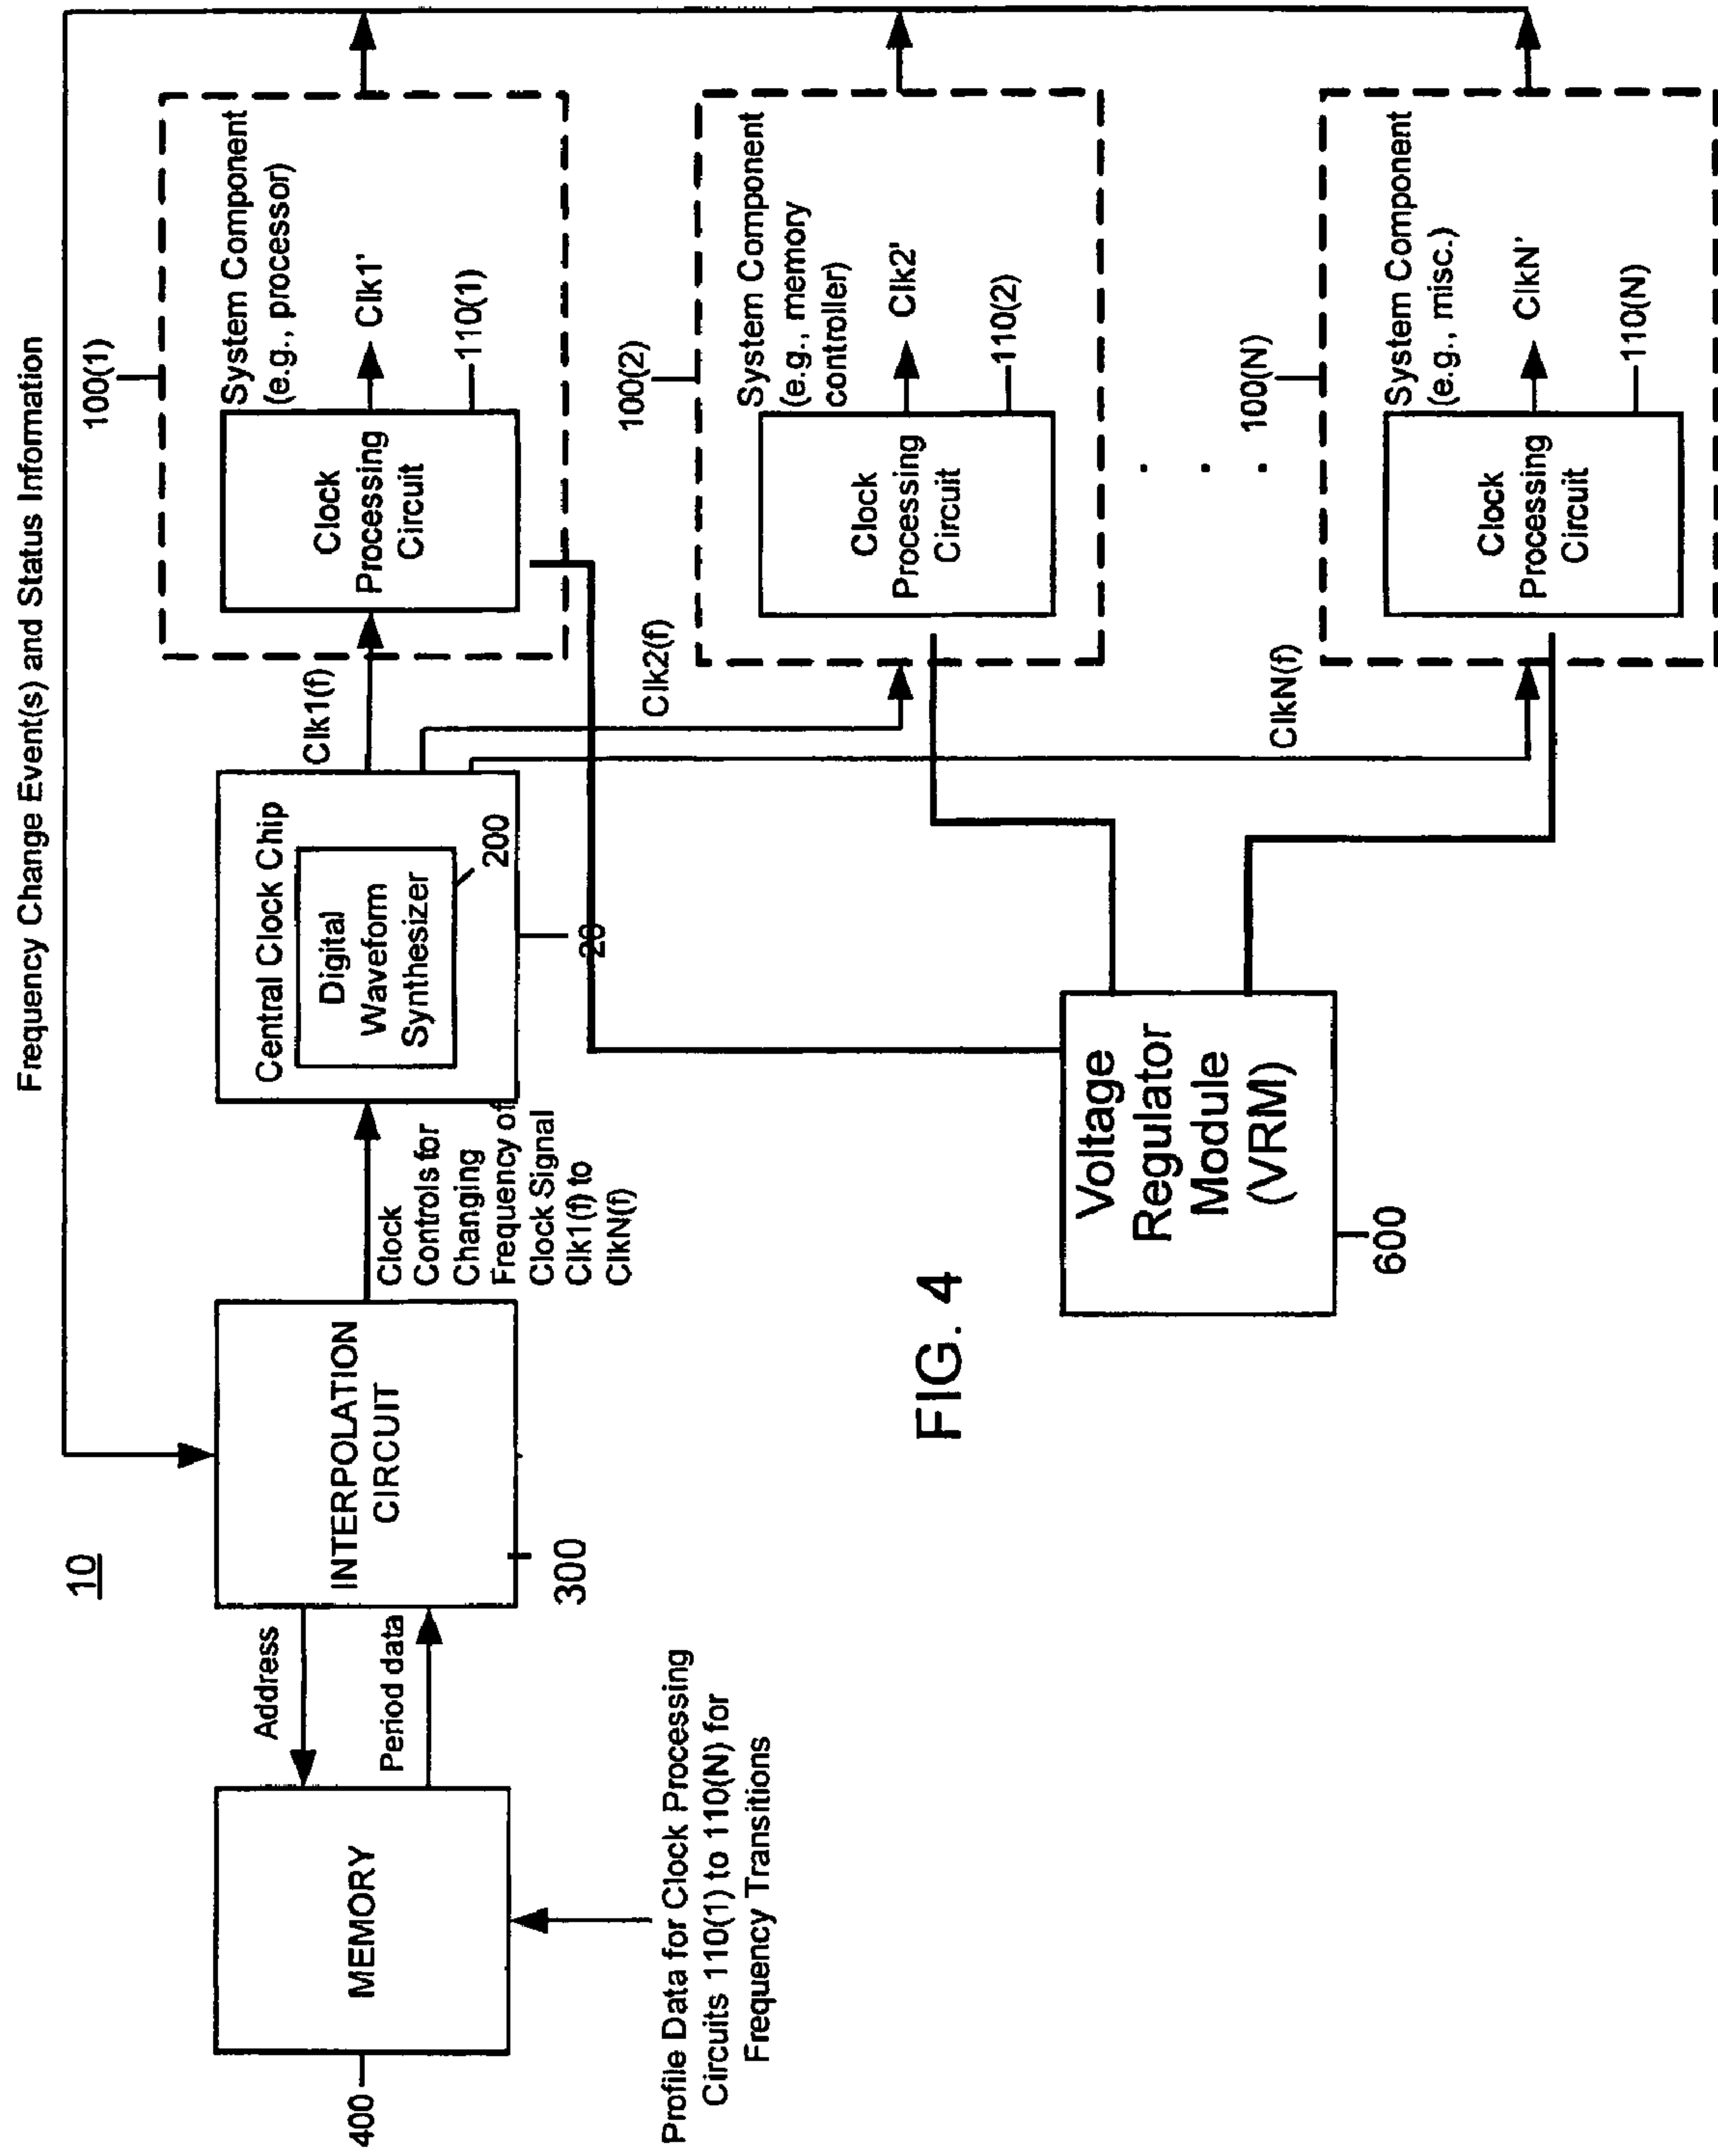 Frequency Change Event(s) and Status Information
10
100(1)
System Component
(e.g., processor)
Clock
Processing
Circuit
Clk1'
110(1)
MEMORY
400
Address
Period data
INTERPOLATION
CIRCUIT
300
Clock
Controls for
Changing
Frequency of
Clock Signal
Clk1(f) to
ClkN(f)
Central Clock Chip
Digital
Waveform
Synthesizer
200
20
Clk1(f)
Clk2(f)
ClkN(f)
Profile Data for Clock Processing
Circuits 110(1) to 110(N) for
Frequency Transitions
100(2)
System Component
(e.g., memory
controller)
Clock
Processing
Circuit
Clk2'
110(2)
. . .
100(N)
System Component
(e.g., misc.)
Clock
Processing
Circuit
ClkN'
110(N)
Voltage
Regulator
Module
(VRM)
600
FIG. 4